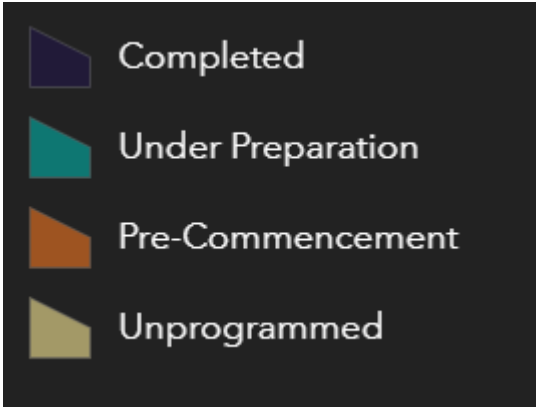 Completed
Under Preparation
Pre-Commencement
Unprogrammed